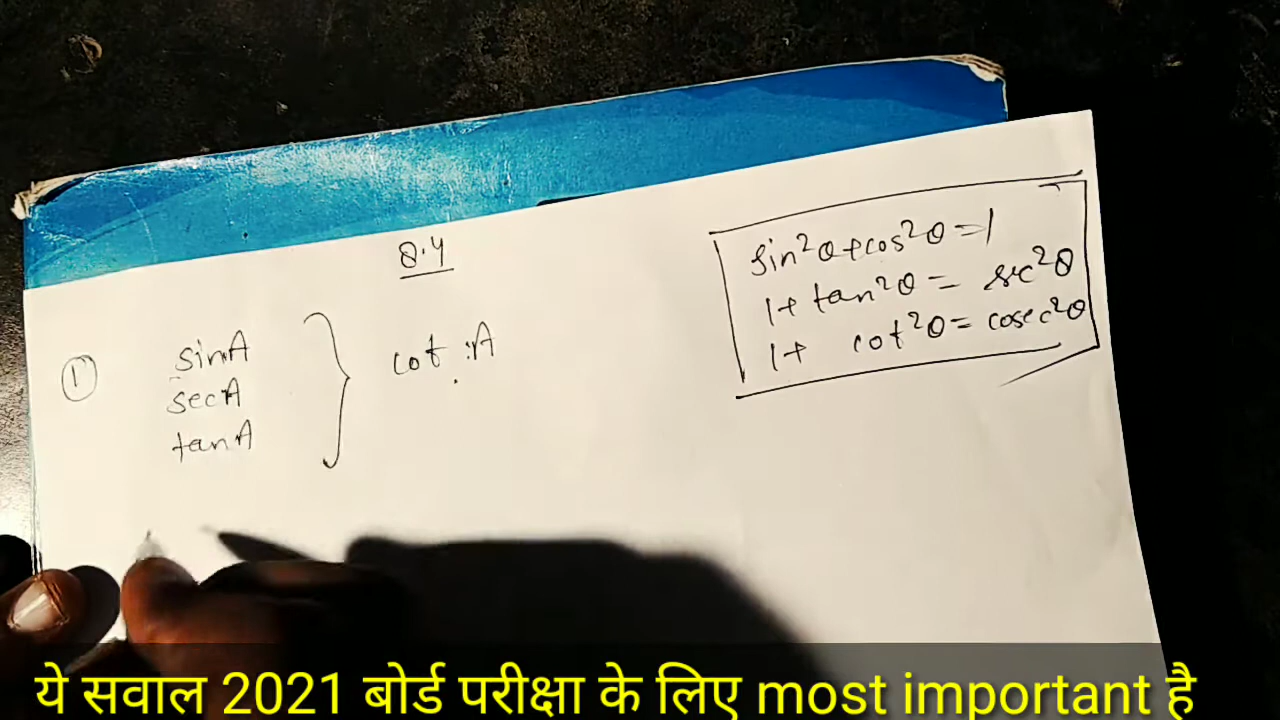 8.4
① sinA
secA
tanA
cot A
sin²θ+cos²θ=1
1+ tan²θ = sec²θ
1+ cot²θ= cosec²θ
ये सवाल 2021 बोर्ड परीक्षा के लिए most important है